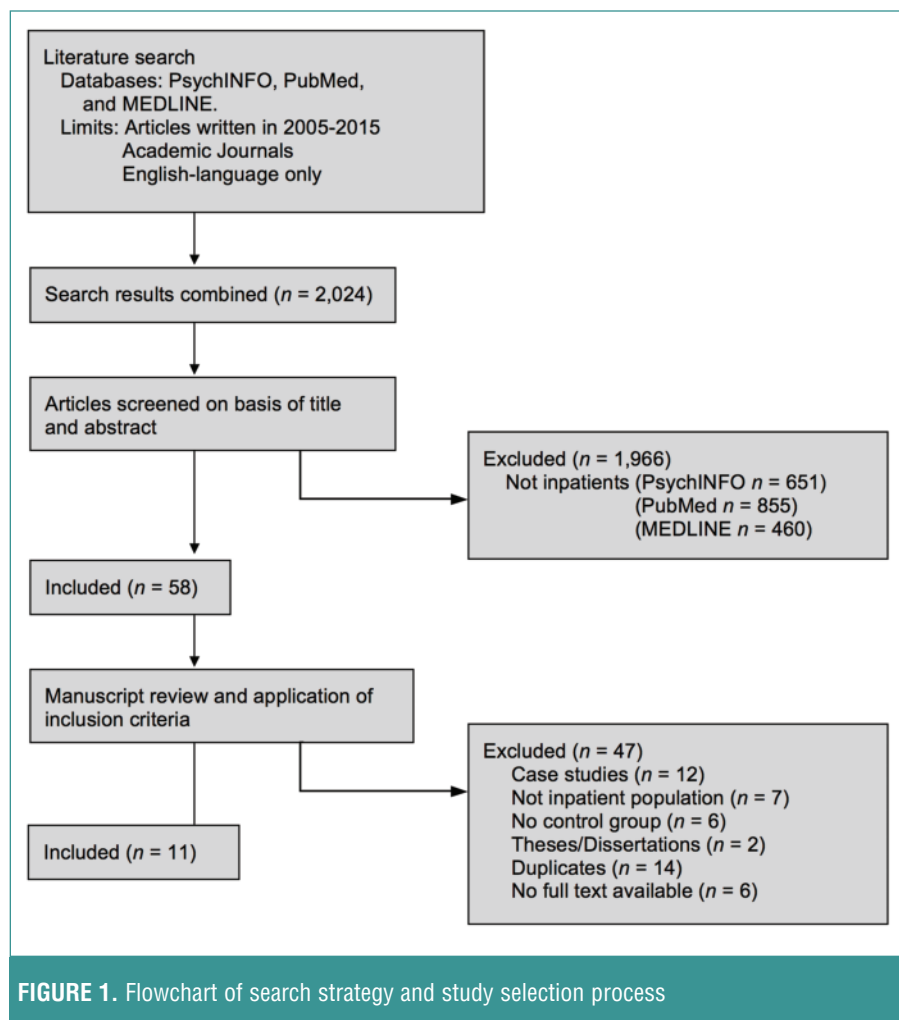 Literature search
Databases: PsychINFO, PubMed,
and MEDLINE.
Limits: Articles written in 2005-2015
Academic Journals
English-language only
Search results combined (n = 2,024)
Articles screened on basis of title
and abstract
Excluded (n = 1,966)
Not inpatients (PsychINFO n = 651)
(PubMed n = 855)
(MEDLINE n = 460)
Included (n = 58)
Manuscript review and application of
inclusion criteria
Excluded (n = 47)
Case studies (n = 12)
Not inpatient population (n = 7)
No control group (n = 6)
Theses/Dissertations (n = 2)
Duplicates (n = 14)
No full text available (n = 6)
Included (n = 11)
FIGURE 1. Flowchart of search strategy and study selection process